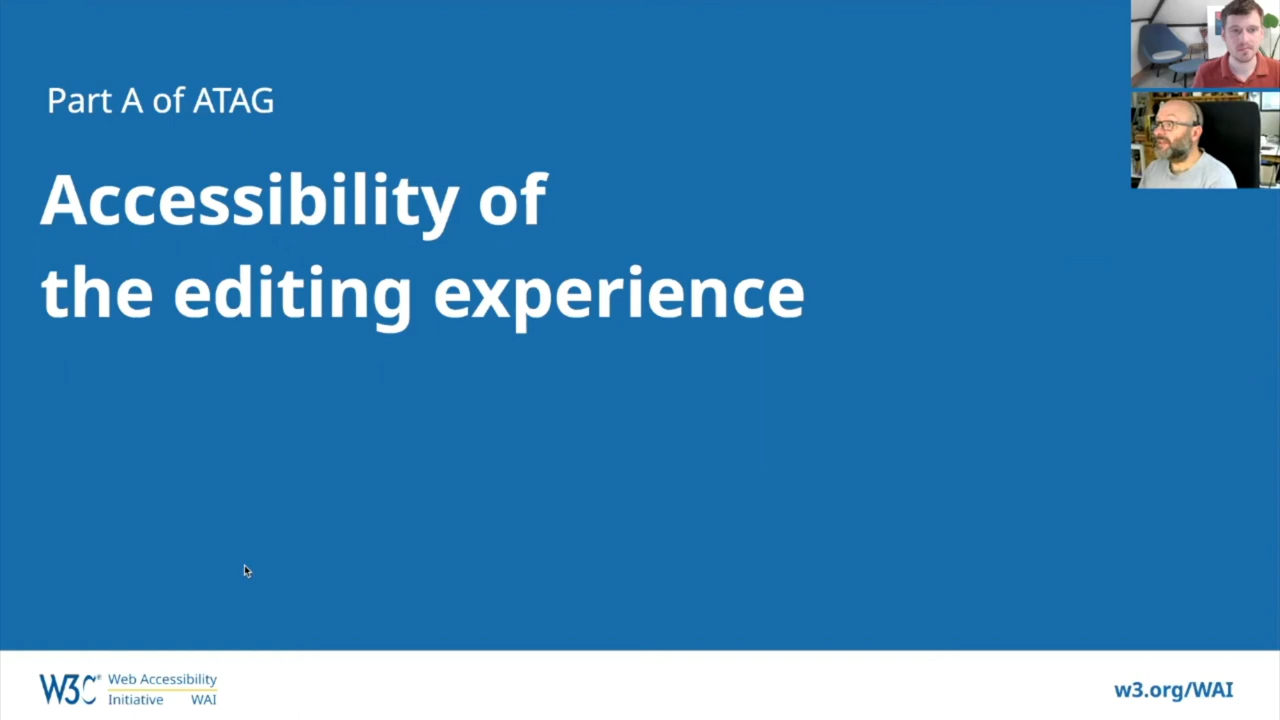 Part A of ATAG
Accessibility of
the editing experience
W3C® Web Accessibility
Initiative WAI
w3.org/WAI